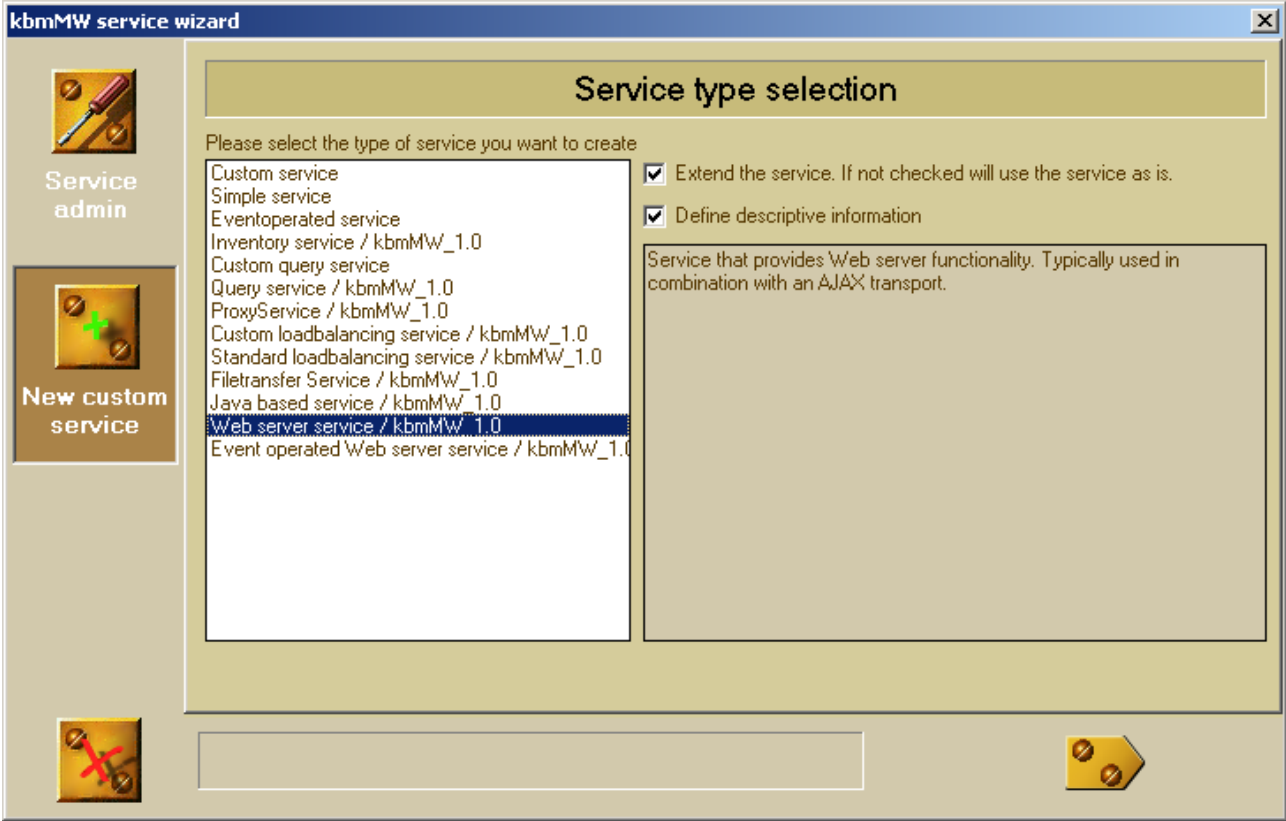 kbmMW service wizard
Service type selection
Service
admin
New custom
service
Please select the type of service you want to create
Custom service
Simple service
Eventoperated service
Inventory service / kbmMW_1.0
Custom query service
Query service / kbmMW_1.0
ProxyService / kbmMW_1.0
Custom loadbalancing service / kbmMW_1.0
Standard loadbalancing service / kbmMW_1.0
Filetransfer Service / kbmMW_1.0
Java based service / kbmMW_1.0
Web server service / kbmMW_1.0
Event operated Web server service / kbmMW_1.0
Extend the service. If not checked will use the service as is.
Define descriptive information
Service that provides Web server functionality. Typically used in
combination with an AJAX transport.